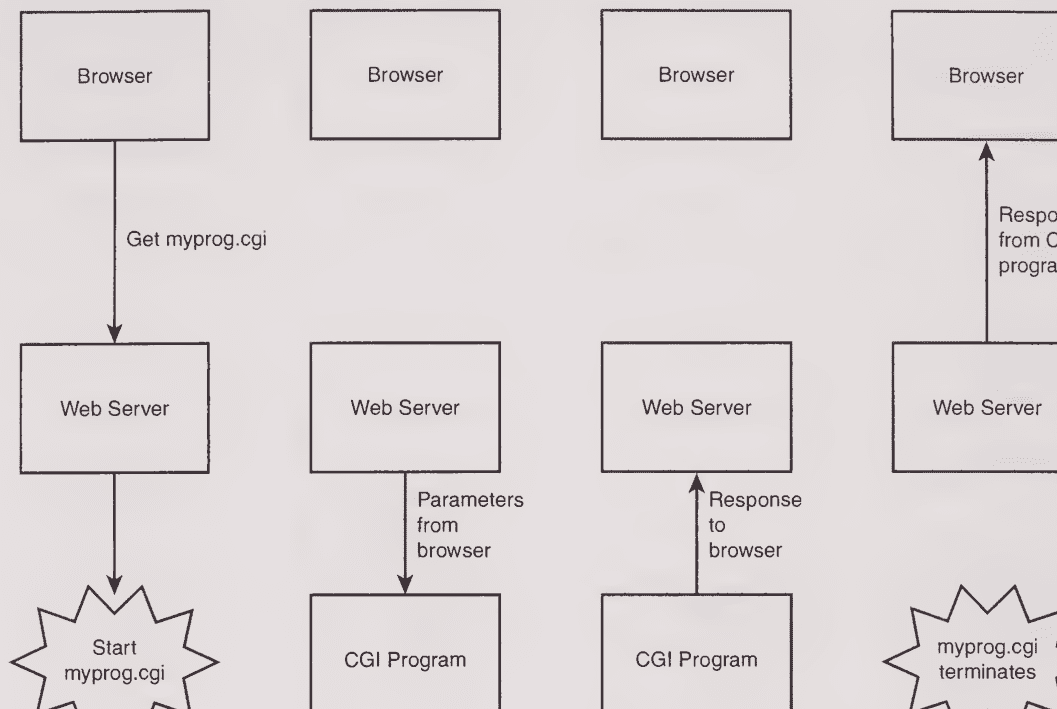 Browser
Browser
Browser
Browser
Get myprog.cgi
from
Web Server
Web Server
Web Server
Web Server
Parameters
from
browser
Response
to
browser
Start
myprog.cgi
CGI Program
CGI Program
myprog.cgi
terminates